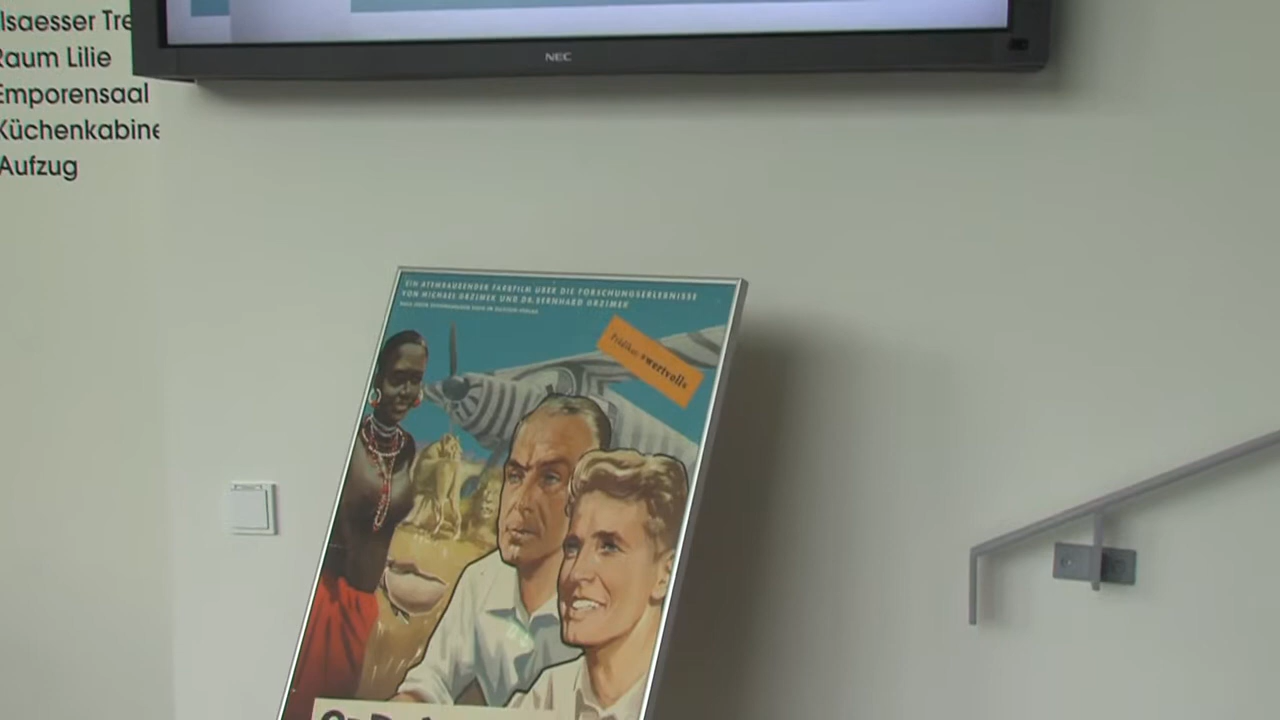 lsaesser Tre
Raum Lilie
Emporensaal
Küchenkabine
Aufzug
NEC
EIN ATEMRAUBENDER FARBFILM ÜBER DIE FORSCHUNGSERLEBNISSE
VON MICHAEL GRZIMEK UND DR. BERNHARD GRZIMEK
Prädikat: »wertvoll«